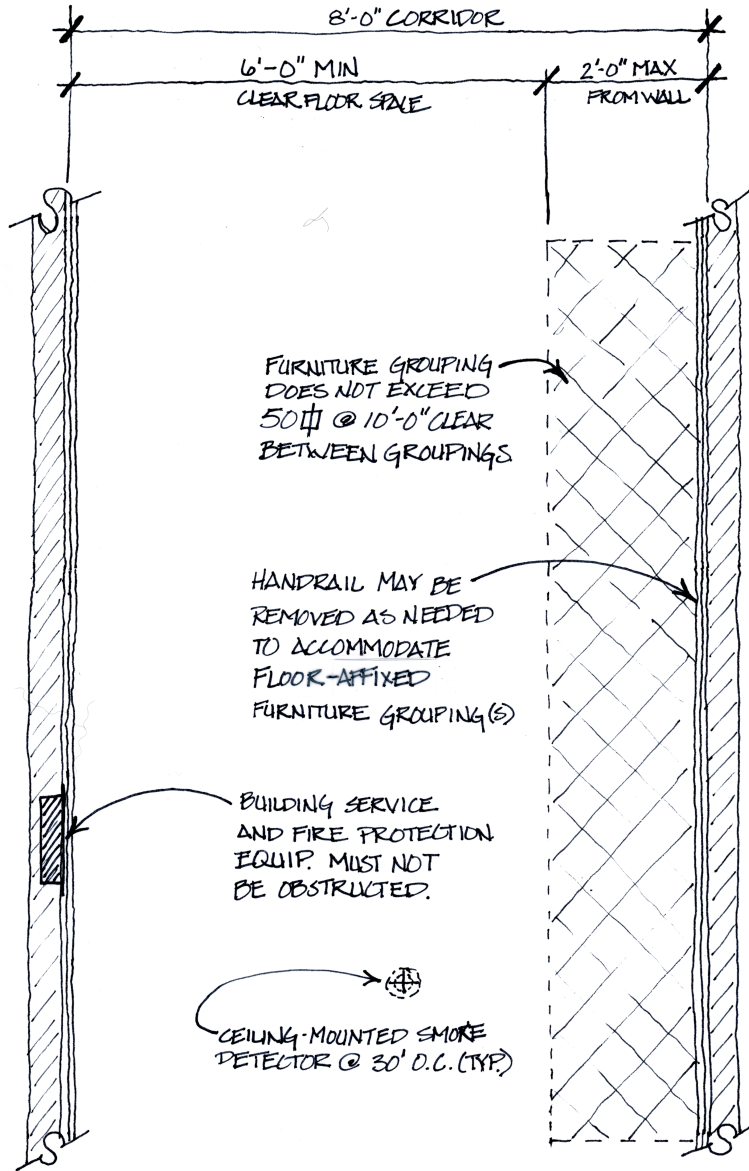 8'-0" CORRIDOR
6'-0" MIN
CLEAR FLOOR SPACE
2'-0" MAX
FROM WALL
FURNITURE GROUPING
DOES NOT EXCEED
50 ⏍ @ 10'-0" CLEAR
BETWEEN GROUPINGS
HANDRAIL MAY BE
REMOVED AS NEEDED
TO ACCOMMODATE
FLOOR-AFFIXED
FURNITURE GROUPING(S)
BUILDING SERVICE
AND FIRE PROTECTION
EQUIP. MUST NOT
BE OBSTRUCTED.
CEILING-MOUNTED SMOKE
DETECTOR @ 30' O.C. (TYP.)